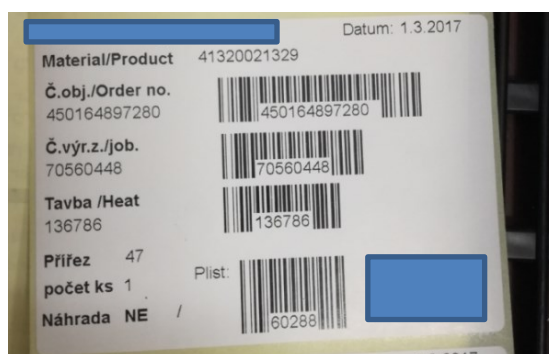 Datum: 1.3.2017
Material/Product 41320021329
Č.obj./Order no.
450164897280
450164897280
Č.výr.z./job.
70560448
70560448
Tavba /Heat
136786
136786
Přířez 47
počet ks 1
Plist:
Náhrada NE /
60288